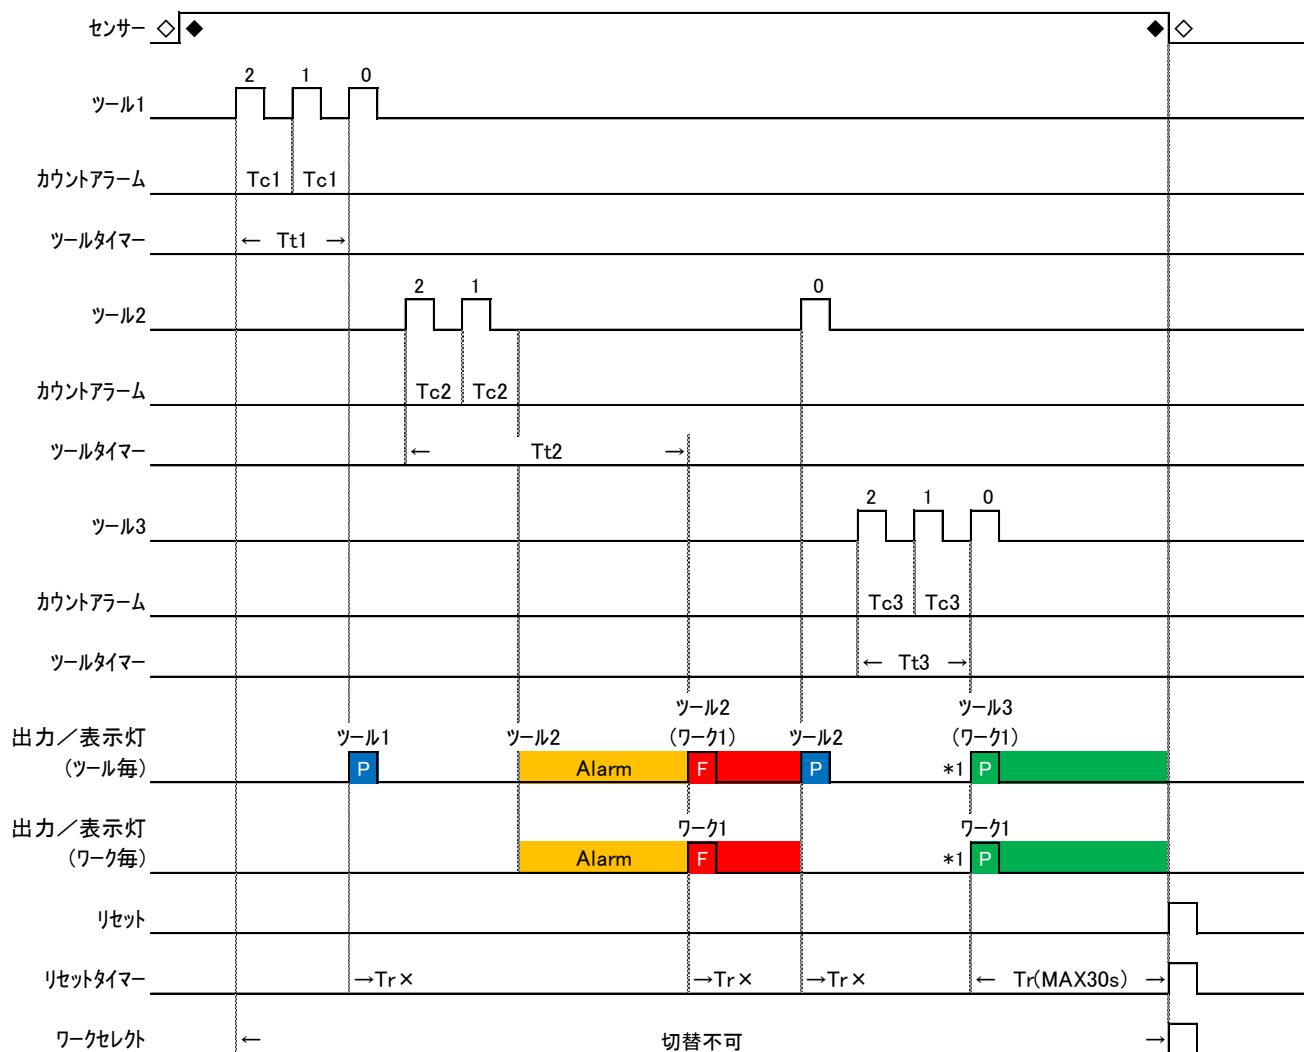 センサー ◇ ◆ ◆ ◇
2 1 0
ツール1
カウントアラーム Tc1 Tc1
ツールタイマー ← Tt1 →
2 1 0
ツール2
カウントアラーム Tc2 Tc2
ツールタイマー ← Tt2 →
2 1 0
ツール3
カウントアラーム Tc3 Tc3
ツールタイマー ← Tt3 →
ツール2 ツール3
出力／表示灯 ツール1 ツール2 (ワーク1) ツール2 (ワーク1)
(ツール毎) P Alarm F P *1 P
出力／表示灯 ワーク1 ワーク1
(ワーク毎) Alarm F *1 P
リセット
リセットタイマー →Tr× →Tr× →Tr× ← Tr(MAX30s) →
ワークセレクト ← 切替不可 →